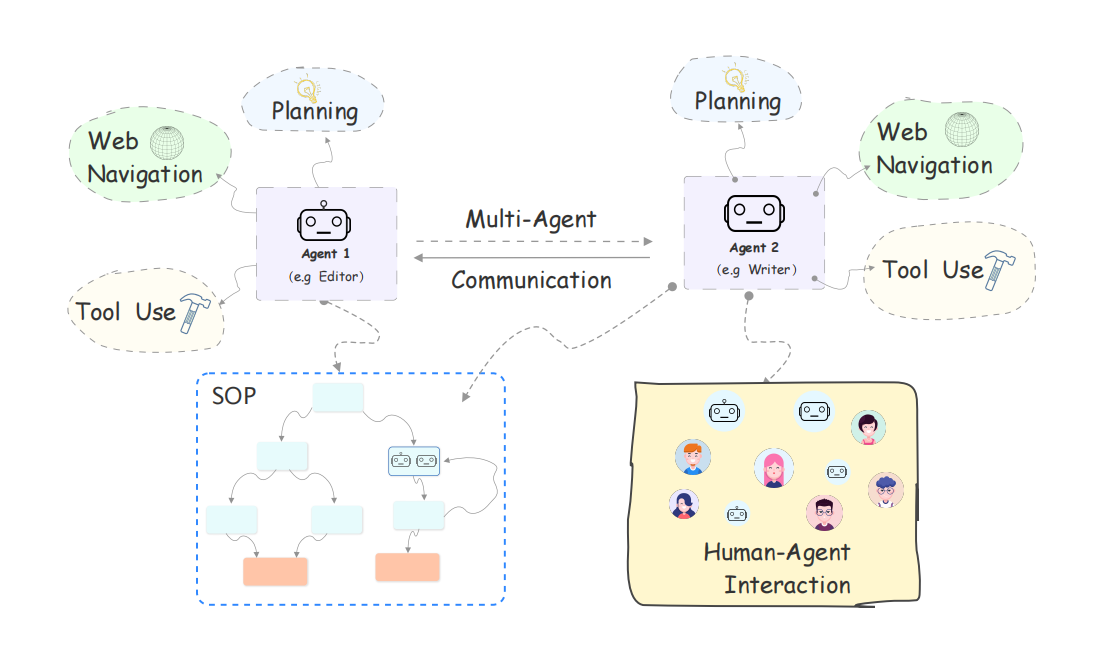 Planning
Web
Navigation
Tool Use
Agent 1
(e.g Editor)
Multi-Agent
Communication
Planning
Web
Navigation
Tool Use
Agent 2
(e.g Writer)
SOP
Human-Agent
Interaction